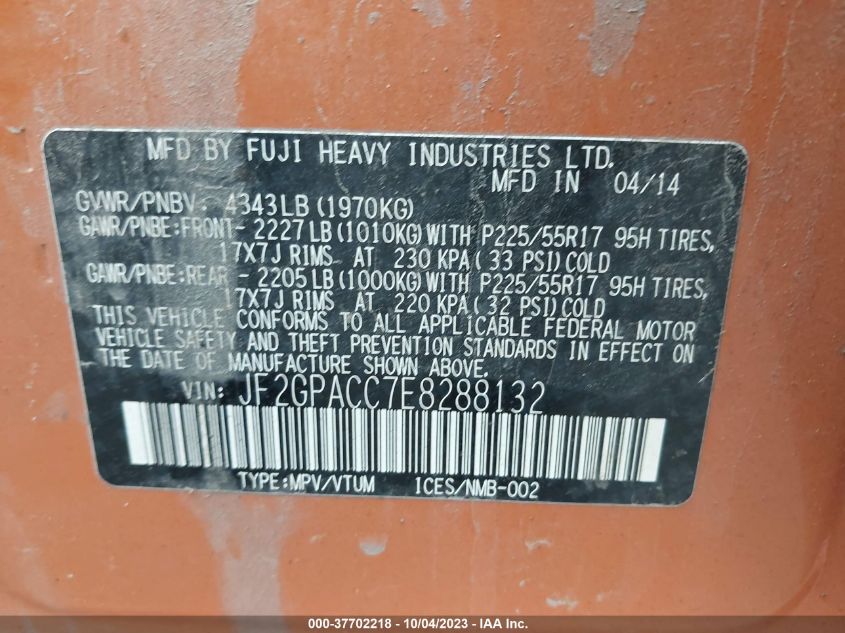 MFD BY FUJI HEAVY INDUSTRIES LTD.
MFD IN 04/14
GVWR/PNBV: 4343LB (1970KG)
GAWR/PNBE:FRONT- 2227LB (1010KG) WITH P225/55R17 95H TIRES,
17X7J RIMS AT 230 KPA( 33 PSI) COLD
GAWR/PNBE:REAR - 2205LB (1000KG) WITH P225/55R17 95H TIRES,
17X7J RIMS AT 220 KPA( 32 PSI) COLD
THIS VEHICLE CONFORMS TO ALL APPLICABLE FEDERAL MOTOR
VEHICLE SAFETY AND THEFT PREVENTION STANDARDS IN EFFECT ON
THE DATE OF MANUFACTURE SHOWN ABOVE.
VIN: JF2GPACC7E8288132
TYPE:MPV/VTUM ICES/NMB-002
000-37702218 - 10/04/2023 - IAA Inc.